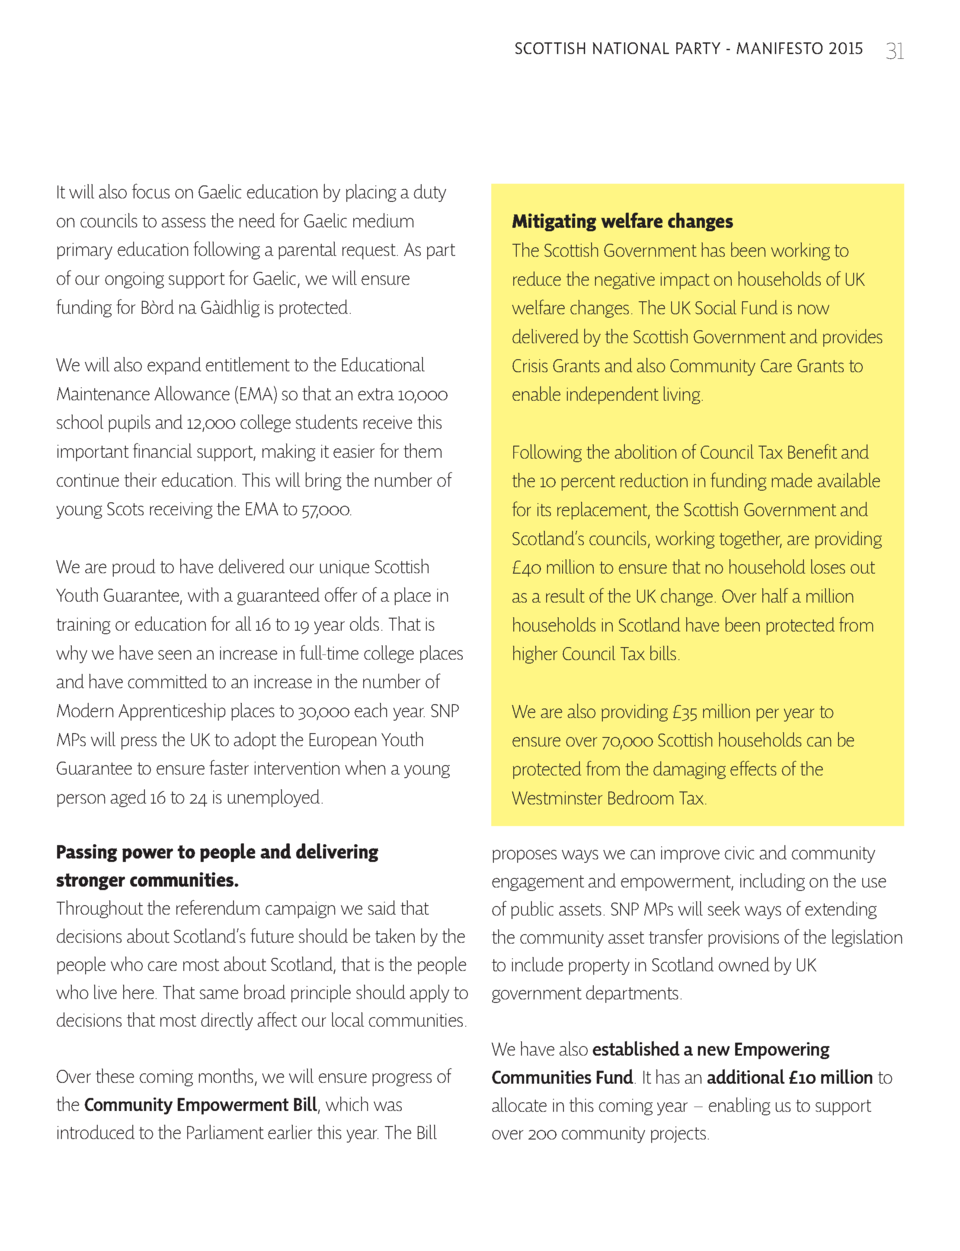 SCOTTISH NATIONAL PARTY - MANIFESTO 2015 31
It will also focus on Gaelic education by placing a duty
on councils to assess the need for Gaelic medium
primary education following a parental request. As part
of our ongoing support for Gaelic, we will ensure
funding for Bòrd na Gàidhlig is protected.
We will also expand entitlement to the Educational
Maintenance Allowance (EMA) so that an extra 10,000
school pupils and 12,000 college students receive this
important financial support, making it easier for them
continue their education. This will bring the number of
young Scots receiving the EMA to 57,000.
We are proud to have delivered our unique Scottish
Youth Guarantee, with a guaranteed offer of a place in
training or education for all 16 to 19 year olds. That is
why we have seen an increase in full-time college places
and have committed to an increase in the number of
Modern Apprenticeship places to 30,000 each year. SNP
MPs will press the UK to adopt the European Youth
Guarantee to ensure faster intervention when a young
person aged 16 to 24 is unemployed.
Mitigating welfare changes
The Scottish Government has been working to
reduce the negative impact on households of UK
welfare changes. The UK Social Fund is now
delivered by the Scottish Government and provides
Crisis Grants and also Community Care Grants to
enable independent living.
Following the abolition of Council Tax Benefit and
the 10 percent reduction in funding made available
for its replacement, the Scottish Government and
Scotland's councils, working together, are providing
£40 million to ensure that no household loses out
as a result of the UK change. Over half a million
households in Scotland have been protected from
higher Council Tax bills.
We are also providing £35 million per year to
ensure over 70,000 Scottish households can be
protected from the damaging effects of the
Westminster Bedroom Tax.
Passing power to people and delivering
stronger communities.
Throughout the referendum campaign we said that
decisions about Scotland's future should be taken by the
people who care most about Scotland, that is the people
who live here. That same broad principle should apply to
decisions that most directly affect our local communities.
Over these coming months, we will ensure progress of
the Community Empowerment Bill, which was
introduced to the Parliament earlier this year. The Bill
proposes ways we can improve civic and community
engagement and empowerment, including on the use
of public assets. SNP MPs will seek ways of extending
the community asset transfer provisions of the legislation
to include property in Scotland owned by UK
government departments.
We have also established a new Empowering
Communities Fund. It has an additional £10 million to
allocate in this coming year – enabling us to support
over 200 community projects.